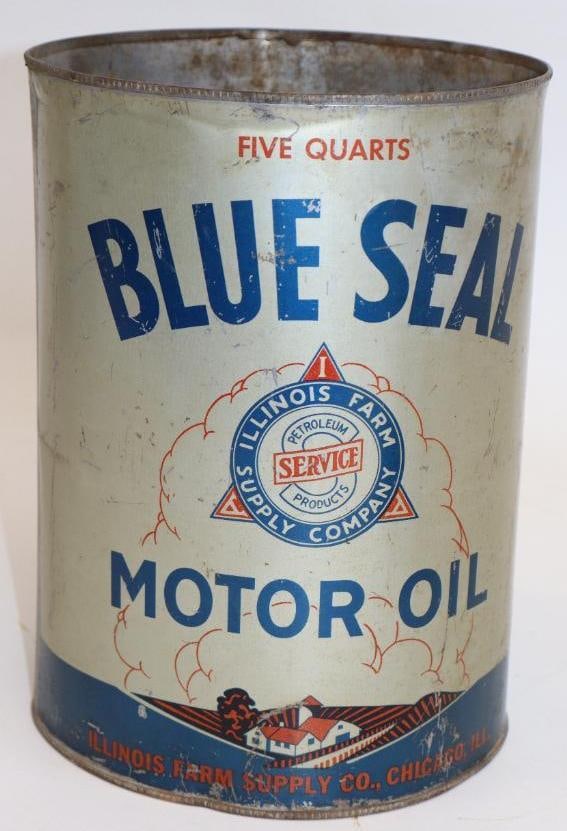 FIVE QUARTS
BLUE SEAL
I
ILLINOIS FARM
SUPPLY COMPANY
PETROLEUM
SERVICE
PRODUCTS
MOTOR OIL
ILLINOIS FARM SUPPLY CO., CHICAGO, ILL.